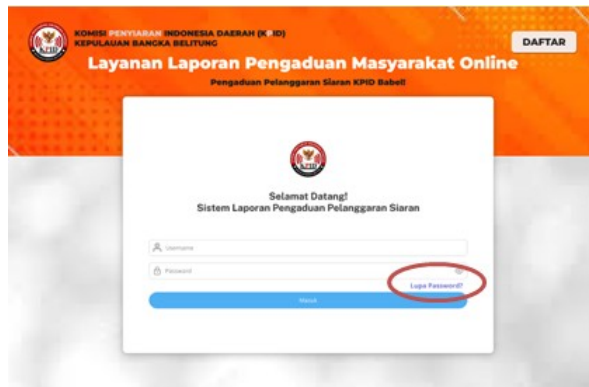 KOMISI PENYIARAN INDONESIA DAERAH (KPID)
KEPULAUAN BANGKA BELITUNG
DAFTAR
Layanan Laporan Pengaduan Masyarakat Online
Pengaduan Pelanggaran Siaran KPID Babel!
KPID
Selamat Datang!
Sistem Laporan Pengaduan Pelanggaran Siaran
Username
Password
Lupa Password?
Masuk